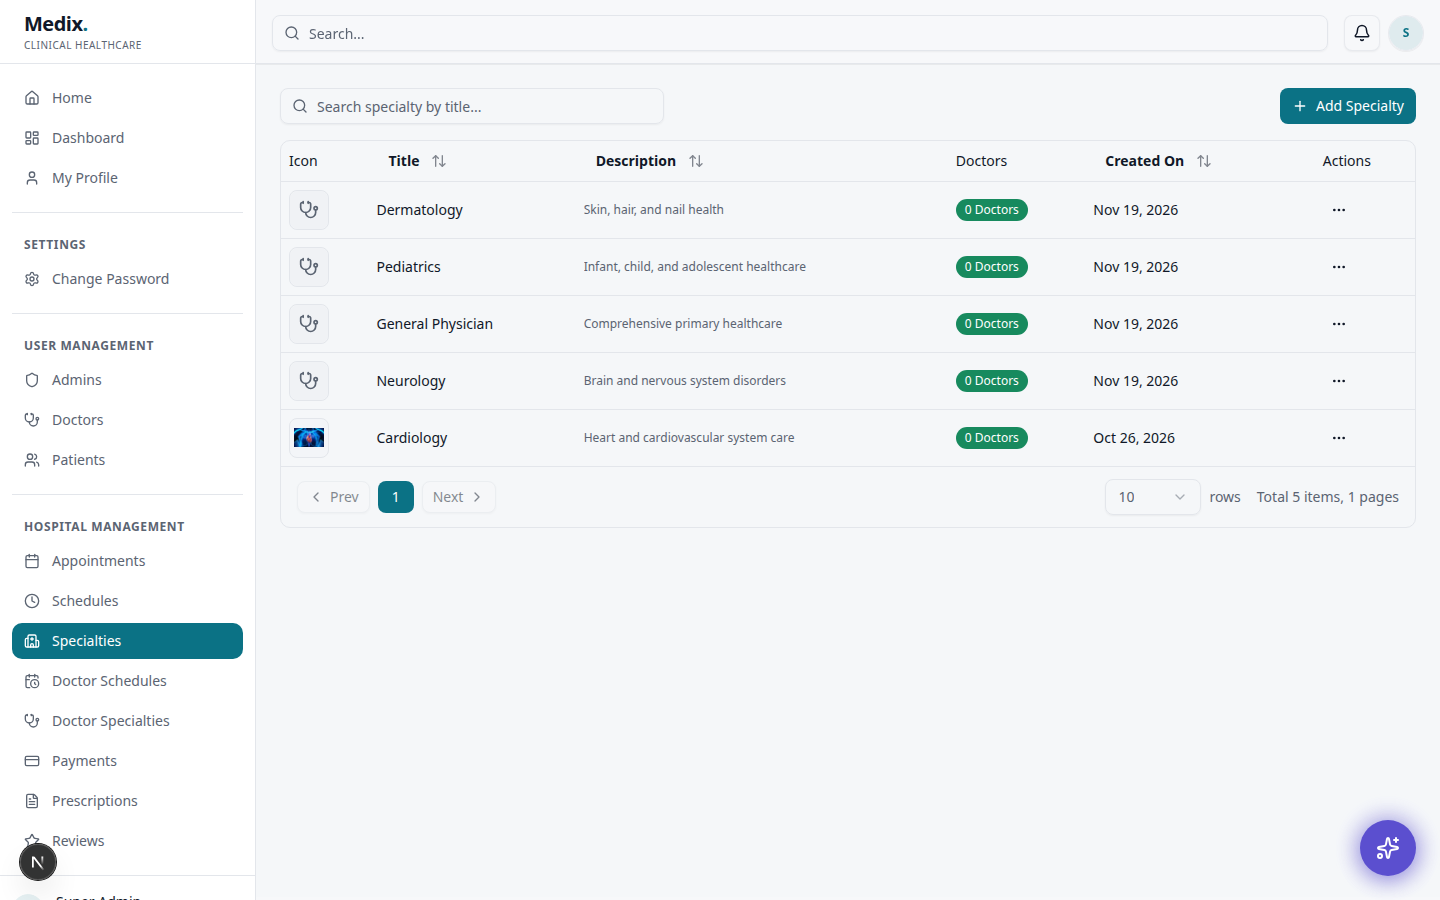 Medix.
CLINICAL HEALTHCARE
Home
Dashboard
My Profile
SETTINGS
Change Password
USER MANAGEMENT
Admins
Doctors
Patients
HOSPITAL MANAGEMENT
Appointments
Schedules
Specialties
Doctor Schedules
Doctor Specialties
Payments
Prescriptions
Reviews
N
Super Admin
Search...
S
Search specialty by title...
Add Specialty
Icon Title Description Doctors Created On Actions
Dermatology Skin, hair, and nail health 0 Doctors Nov 19, 2026
Pediatrics Infant, child, and adolescent healthcare 0 Doctors Nov 19, 2026
General Physician Comprehensive primary healthcare 0 Doctors Nov 19, 2026
Neurology Brain and nervous system disorders 0 Doctors Nov 19, 2026
Cardiology Heart and cardiovascular system care 0 Doctors Oct 26, 2026
Prev 1 Next 10 rows Total 5 items, 1 pages